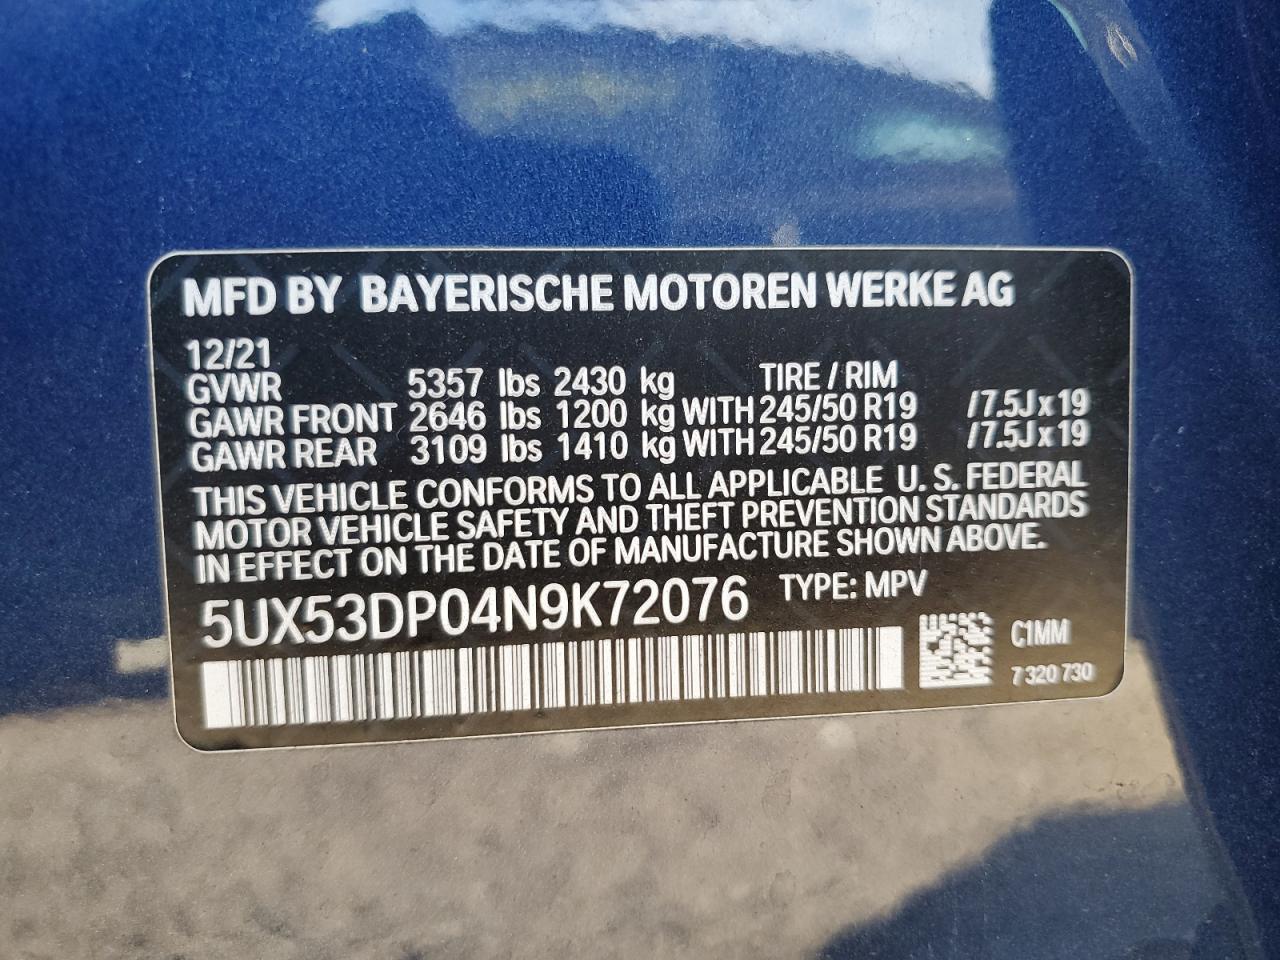 MFD BY BAYERISCHE MOTOREN WERKE AG
12/21
GVWR 5357 lbs 2430 kg TIRE / RIM
GAWR FRONT 2646 lbs 1200 kg WITH 245/50 R19 / 7.5J x 19
GAWR REAR 3109 lbs 1410 kg WITH 245/50 R19 / 7.5J x 19
THIS VEHICLE CONFORMS TO ALL APPLICABLE U. S. FEDERAL
MOTOR VEHICLE SAFETY AND THEFT PREVENTION STANDARDS
IN EFFECT ON THE DATE OF MANUFACTURE SHOWN ABOVE.
5UX53DP04N9K72076 TYPE: MPV
C1MM
7 320 730